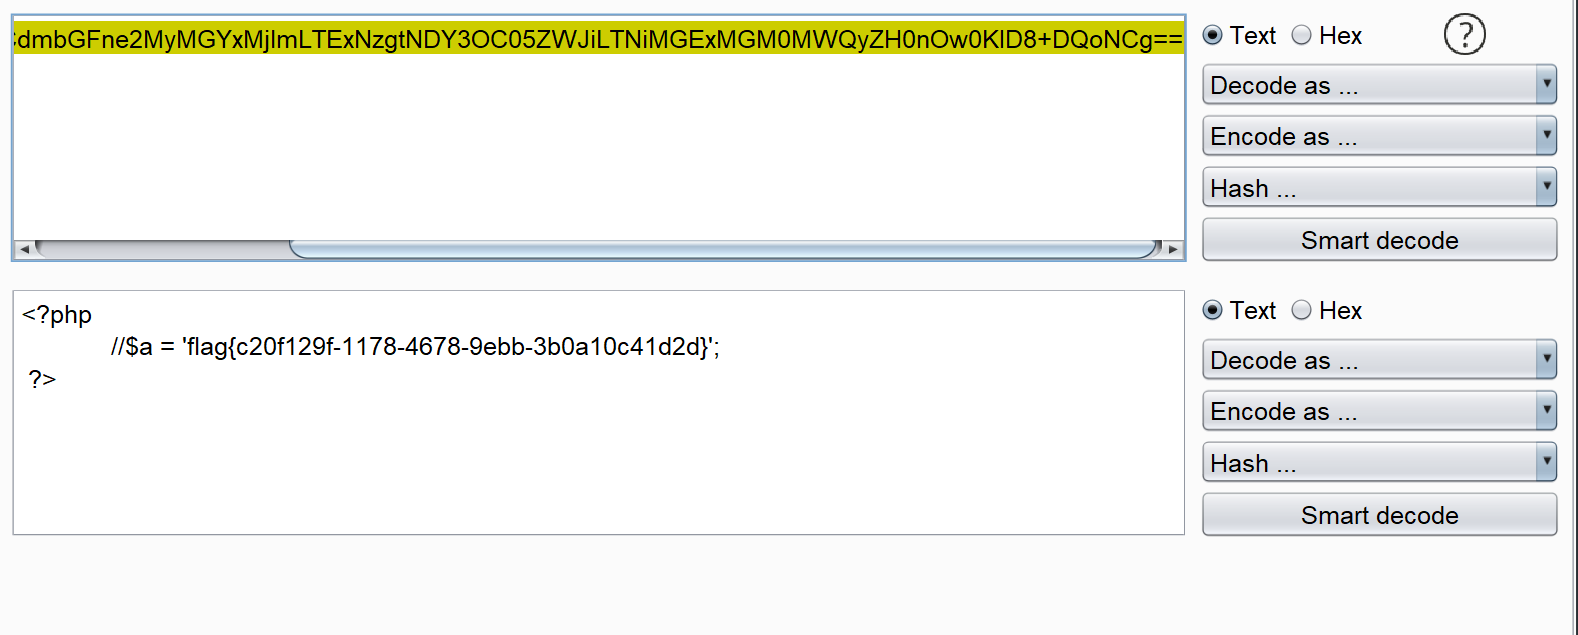 dmbGFne2MyMGYxMjlmLTExNzgtNDY3OC05ZWJiLTNiMGExMGM0MWQyZH0nOw0KID8+DQoNCg==
Text Hex ?
Decode as ...
Encode as ...
Hash ...
Smart decode
<?php
//$a = 'flag{c20f129f-1178-4678-9ebb-3b0a10c41d2d}';
?>
Text Hex
Decode as ...
Encode as ...
Hash ...
Smart decode